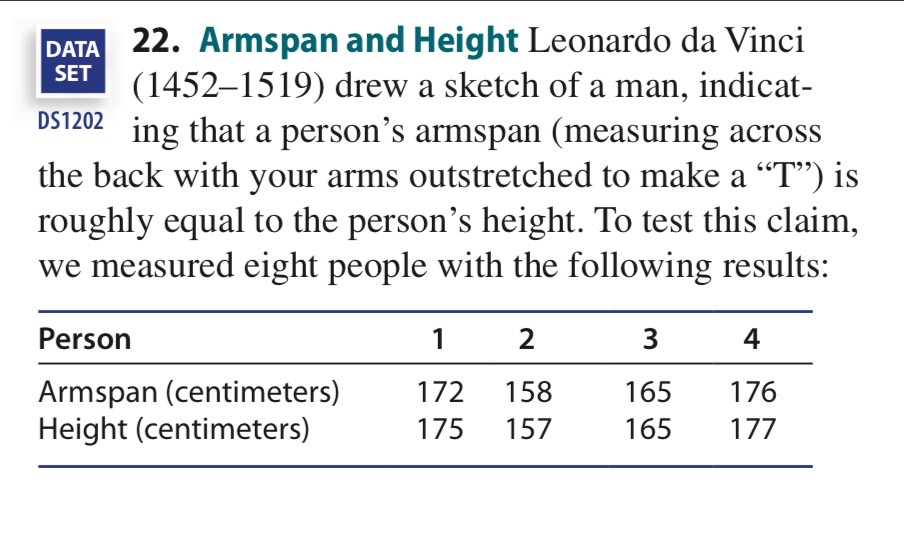 DATA
SET
DS1202
22. Armspan and Height Leonardo da Vinci
(1452–1519) drew a sketch of a man, indicat-
ing that a person’s armspan (measuring across
the back with your arms outstretched to make a “T”) is
roughly equal to the person’s height. To test this claim,
we measured eight people with the following results:
Person 1 2 3 4
Armspan (centimeters) 172 158 165 176
Height (centimeters) 175 157 165 177